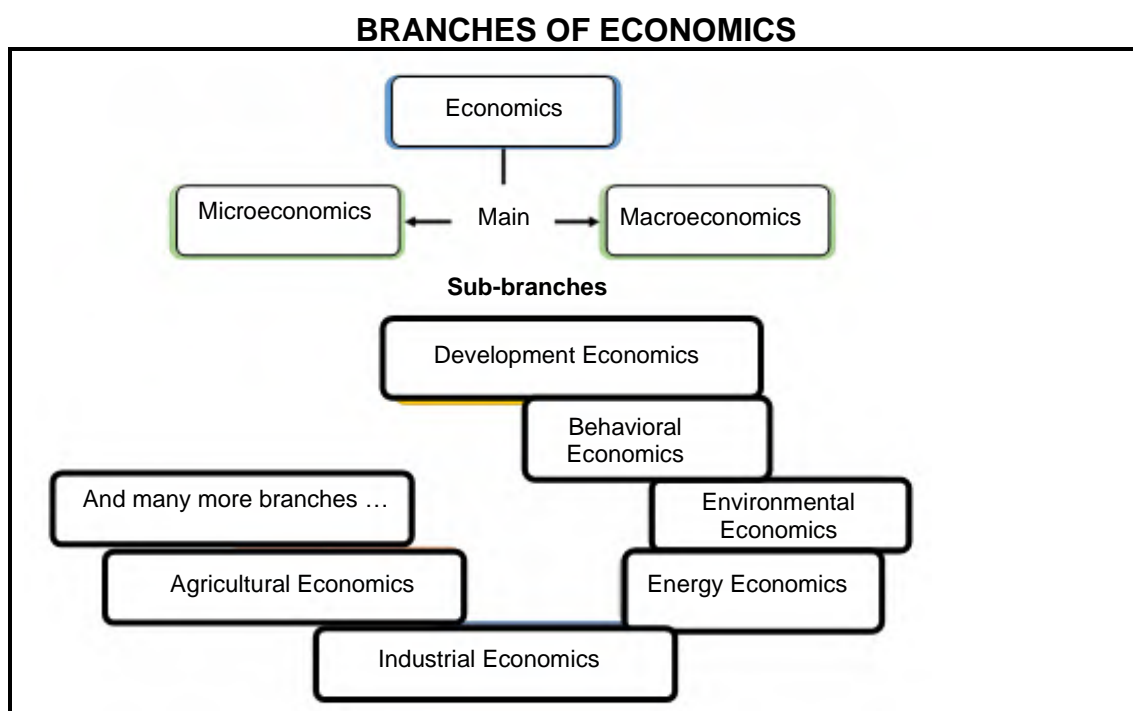 BRANCHES OF ECONOMICS
Economics
Microeconomics
Main
Macroeconomics
Sub-branches
Development Economics
Behavioral
Economics
Environmental
Economics
Energy Economics
Industrial Economics
Agricultural Economics
And many more branches …